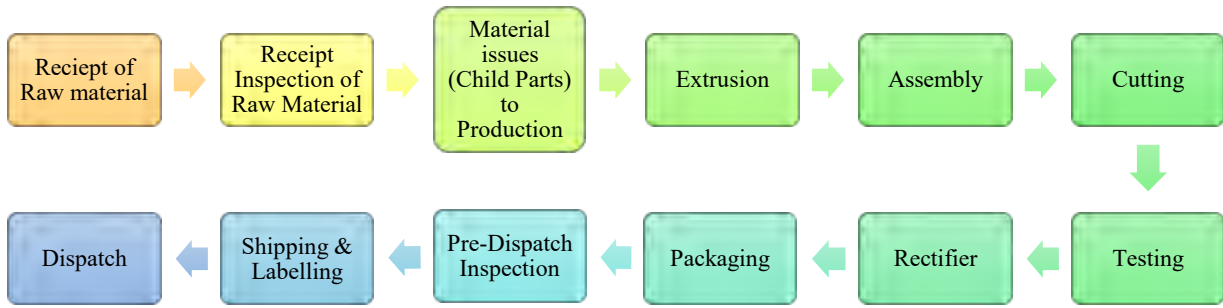 Reciept of
Raw material
Receipt
Inspection of
Raw Material
Material
issues
(Child Parts)
to
Production
Extrusion
Assembly
Cutting
Testing
Rectifier
Packaging
Pre-Dispatch
Inspection
Shipping &
Labelling
Dispatch